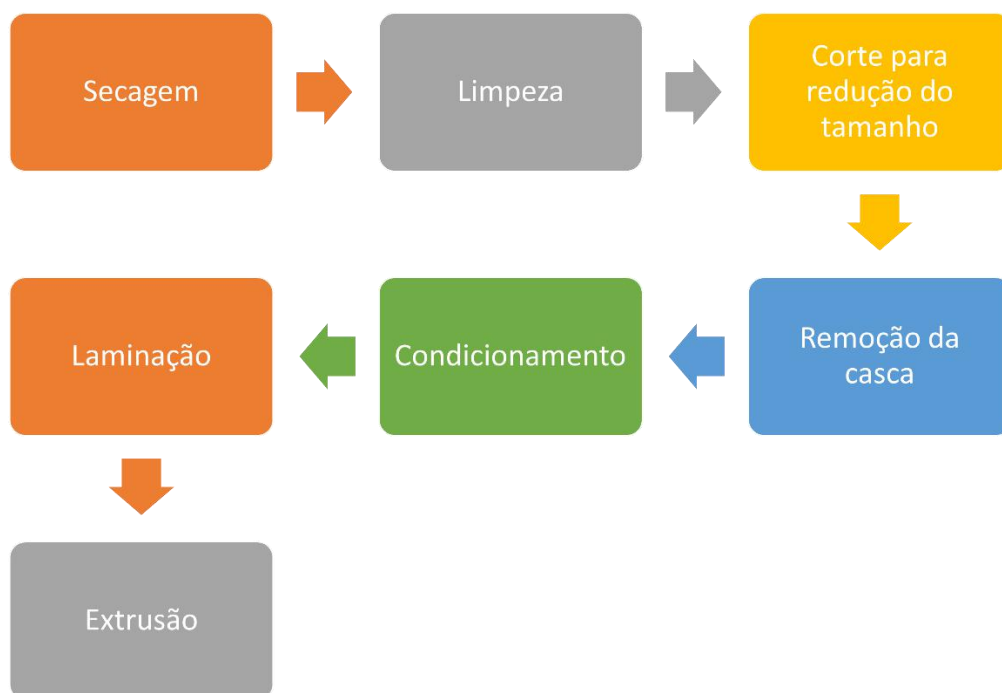 Secagem
Limpeza
Corte para
redução do
tamanho
Remoção da
casca
Condicionamento
Laminação
Extrusão